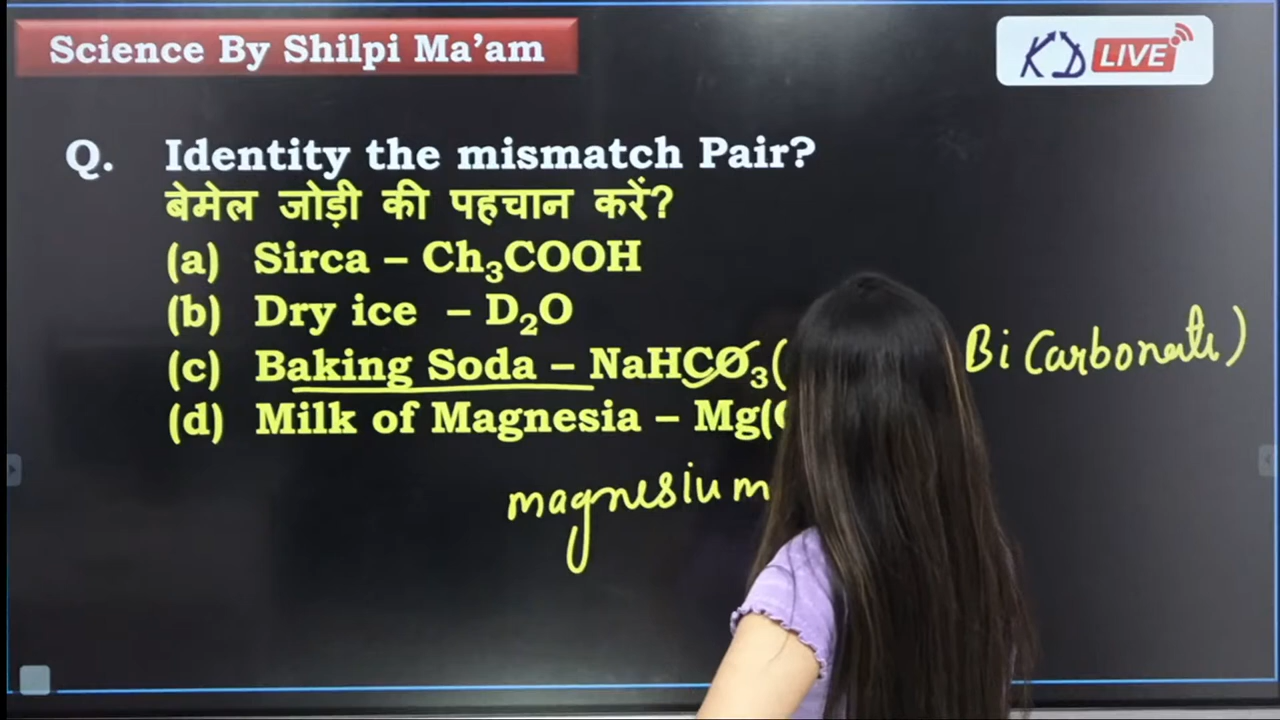 Science By Shilpi Ma’am
KD LIVE
Q. Identity the mismatch Pair?
बेमेल जोड़ी की पहचान करें?
(a) Sirca – Ch₃COOH
(b) Dry ice – D₂O
(c) Baking Soda – NaHCO₃( Bi Carbonate)
(d) Milk of Magnesia – Mg(
magnesium